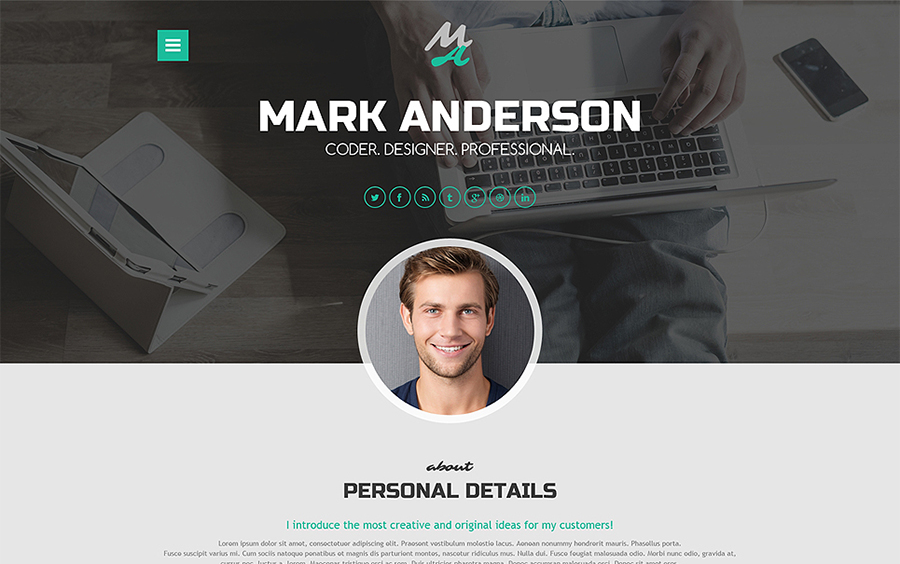 MA
MARK ANDERSON
CODER. DESIGNER. PROFESSIONAL.
about
PERSONAL DETAILS
I introduce the most creative and original ideas for my customers!
Lorem ipsum dolor sit amet, consectetuer adipiscing elit. Praesent vestibulum molestie lacus. Aenean nonummy hendrerit mauris. Phasellus porta.
Fusce suscipit varius mi. Cum sociis natoque penatibus et magnis dis parturient montes, nascetur ridiculus mus. Nulla dui. Fusce feugiat malesuada odio. Morbi nunc odio, gravida at,